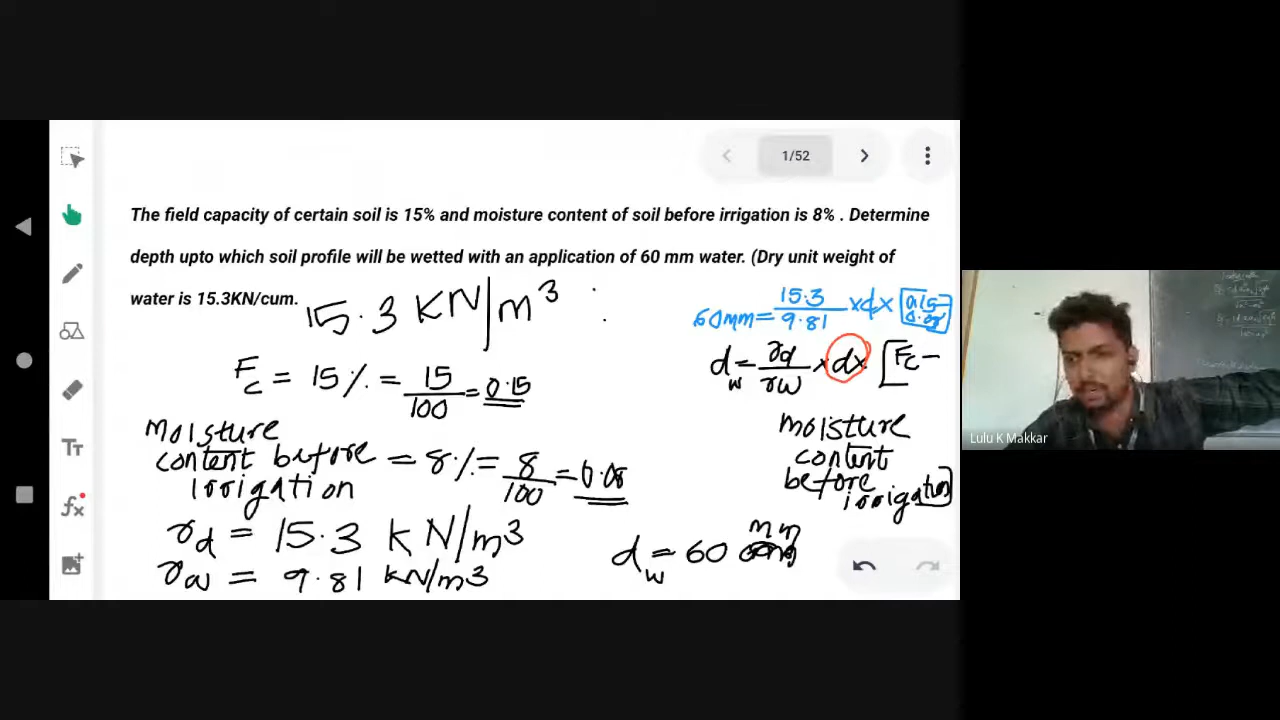 1/52
The field capacity of certain soil is 15% and moisture content of soil before irrigation is 8% . Determine
depth upto which soil profile will be wetted with an application of 60 mm water. (Dry unit weight of
water is 15.3KN/cum.
15.3 KN/m³
60mm = 15.3/9.81 × d × [0.15
0.08]
Fc = 15% = 15/100 = 0.15
dw = γd/γw × dx [Fc -
moisture
content before = 8% = 8/100 = 0.08
irrigation
moisture
content
before
irrigation]
γd = 15.3 KN/m³
γw = 9.81 KN/m³
dw = 60 mm
Tт
fx
Lulu K Makkar